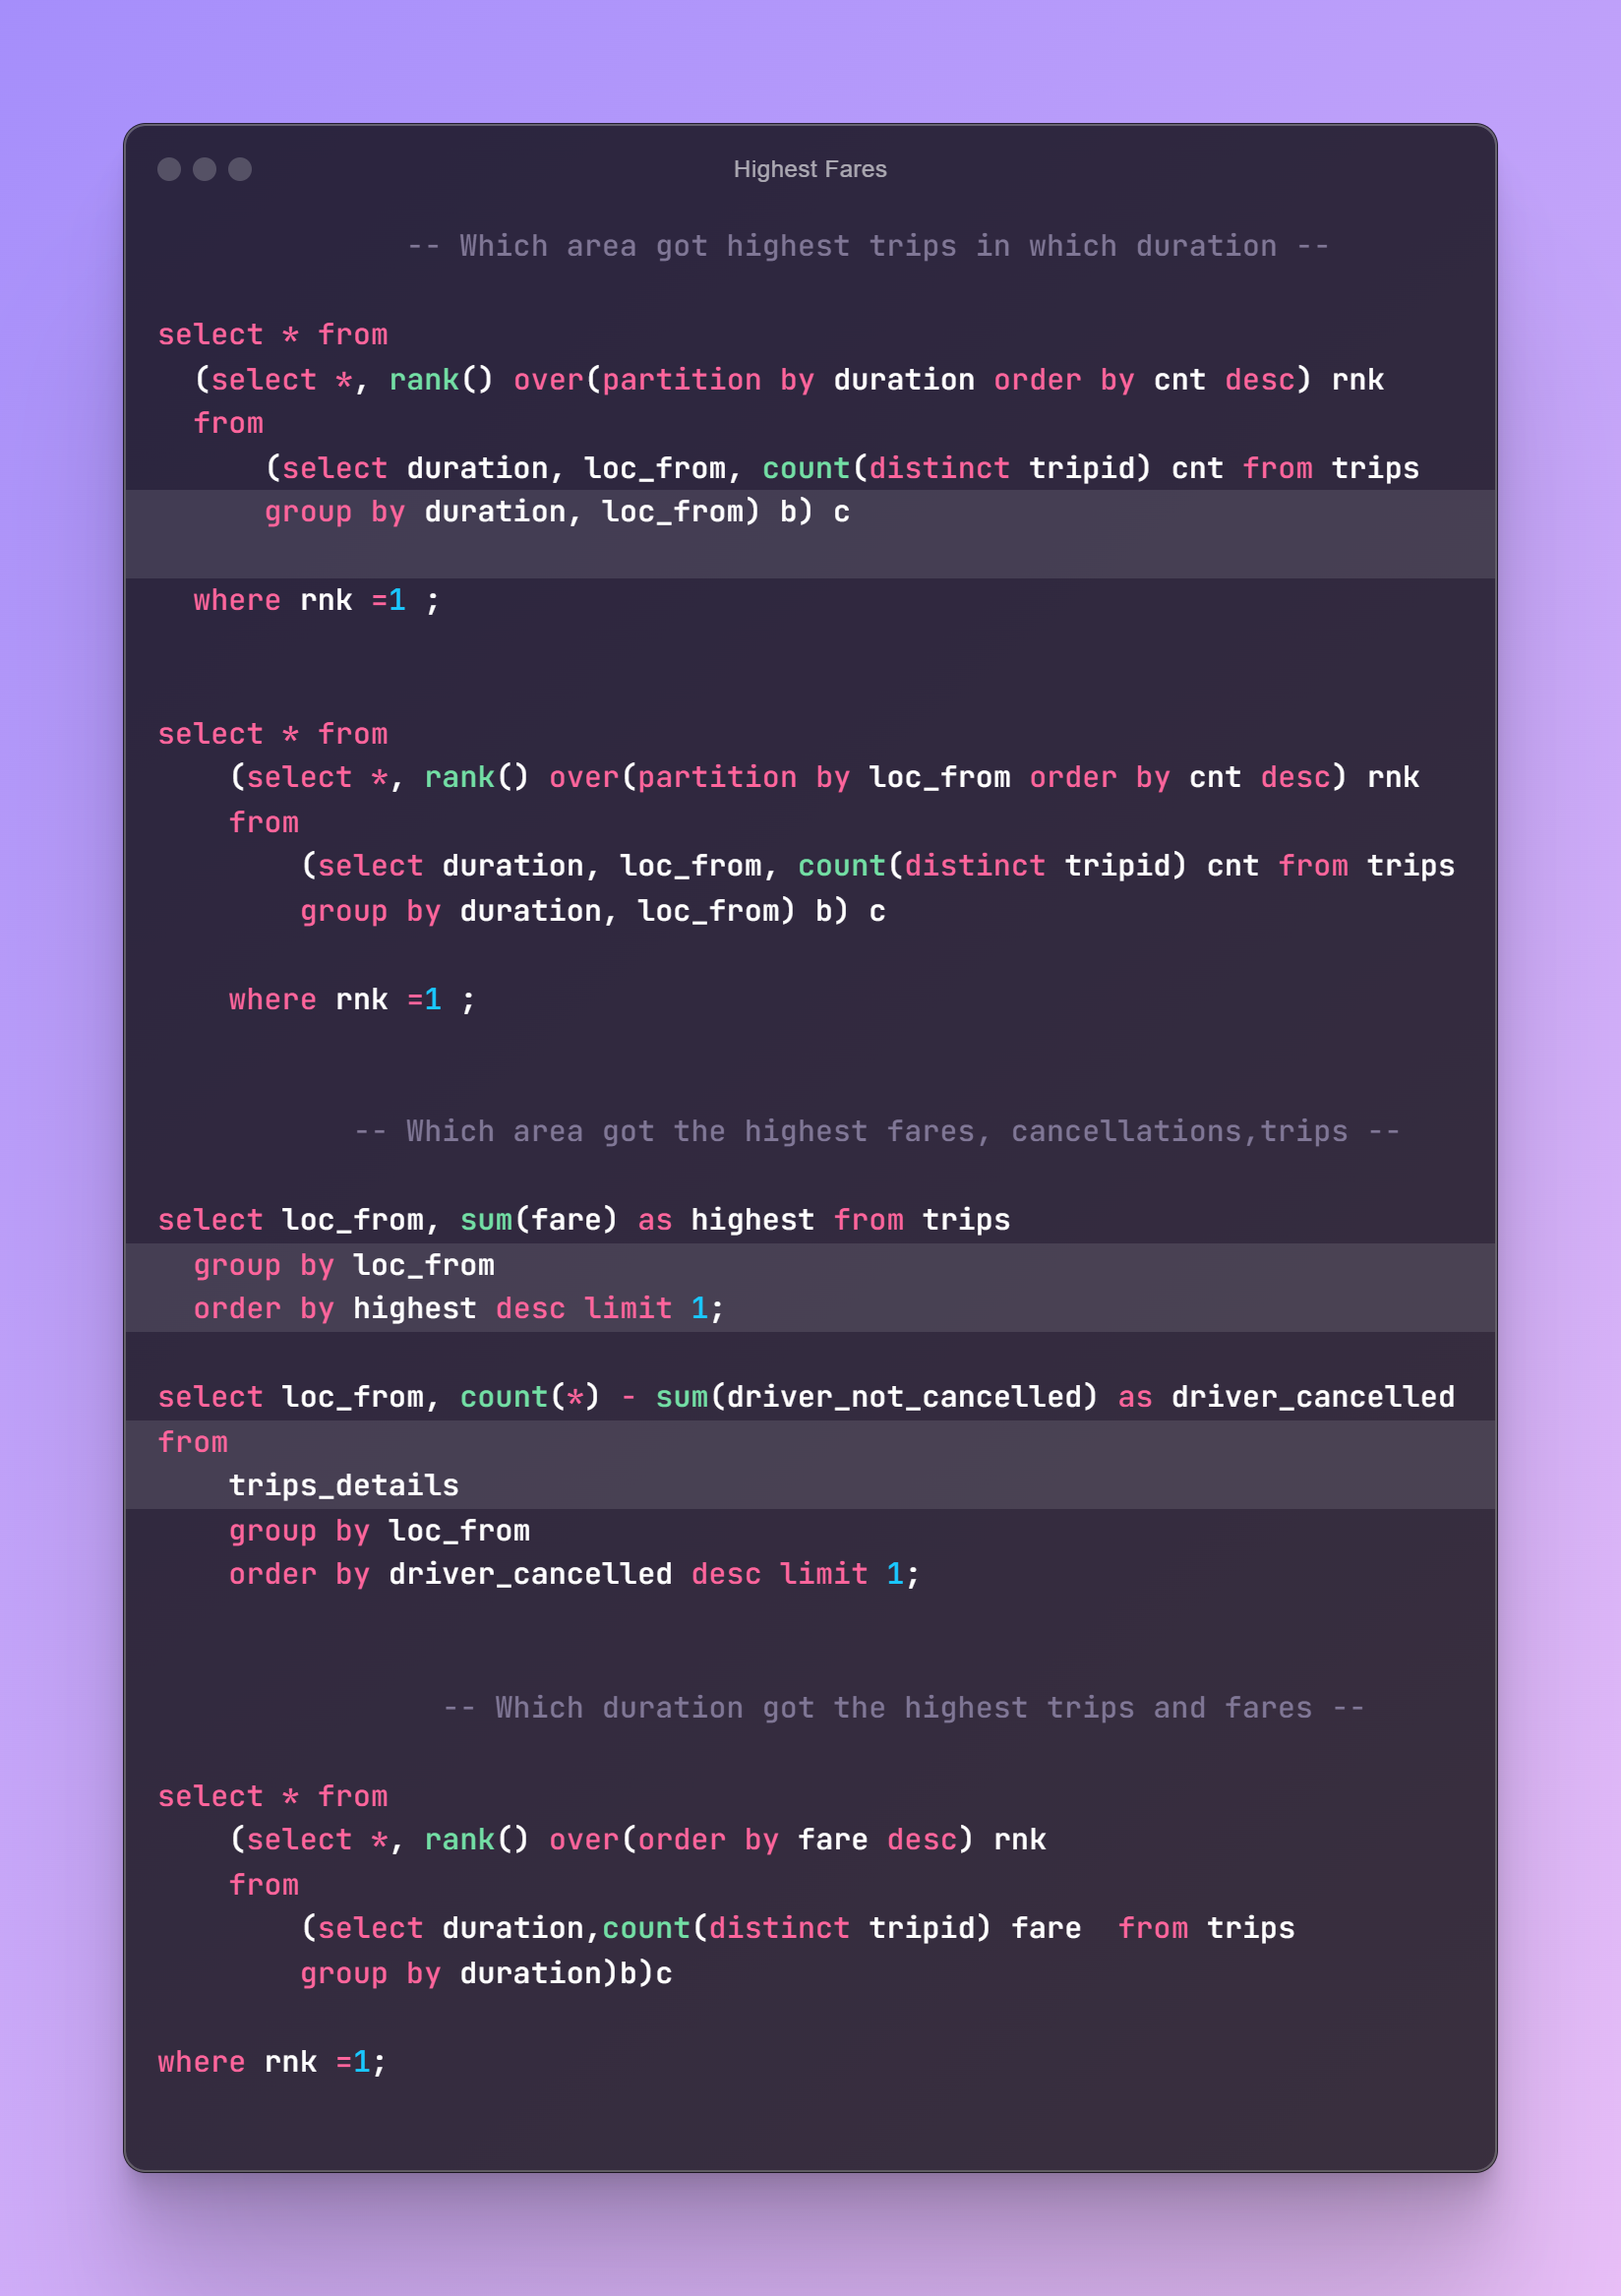 Highest Fares
-- Which area got highest trips in which duration --
select * from
(select *, rank() over(partition by duration order by cnt desc) rnk
from
(select duration, loc_from, count(distinct tripid) cnt from trips
group by duration, loc_from) b) c
where rnk =1 ;
select * from
(select *, rank() over(partition by loc_from order by cnt desc) rnk
from
(select duration, loc_from, count(distinct tripid) cnt from trips
group by duration, loc_from) b) c
where rnk =1 ;
-- Which area got the highest fares, cancellations,trips --
select loc_from, sum(fare) as highest from trips
group by loc_from
order by highest desc limit 1;
select loc_from, count(*) - sum(driver_not_cancelled) as driver_cancelled
from
trips_details
group by loc_from
order by driver_cancelled desc limit 1;
-- Which duration got the highest trips and fares --
select * from
(select *, rank() over(order by fare desc) rnk
from
(select duration,count(distinct tripid) fare  from trips
group by duration)b)c
where rnk =1;